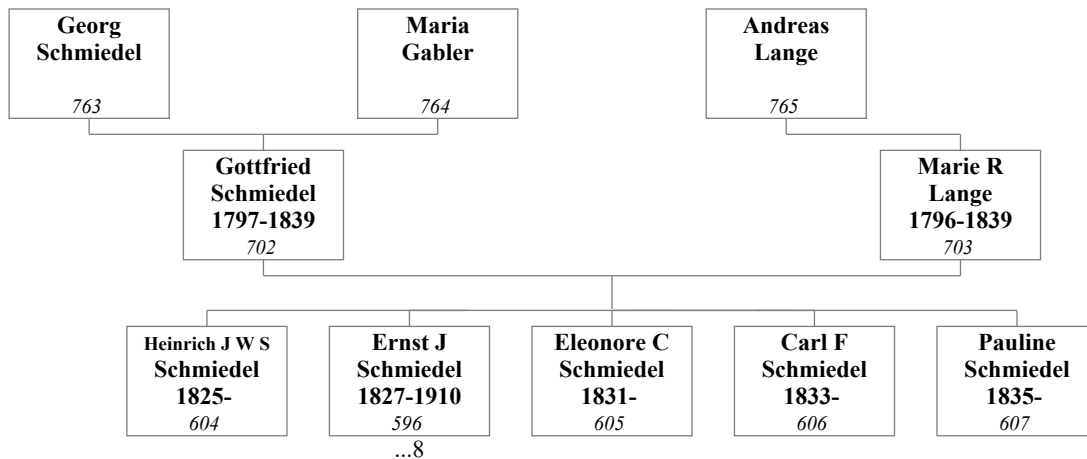 Georg
Schmiedel
763
Maria
Gabler
764
Andreas
Lange
765
Gottfried
Schmiedel
1797-1839
702
Marie R
Lange
1796-1839
703
Heinrich J W S
Schmiedel
1825-
604
Ernst J
Schmiedel
1827-1910
596
...8
Eleonore C
Schmiedel
1831-
605
Carl F
Schmiedel
1833-
606
Pauline
Schmiedel
1835-
607